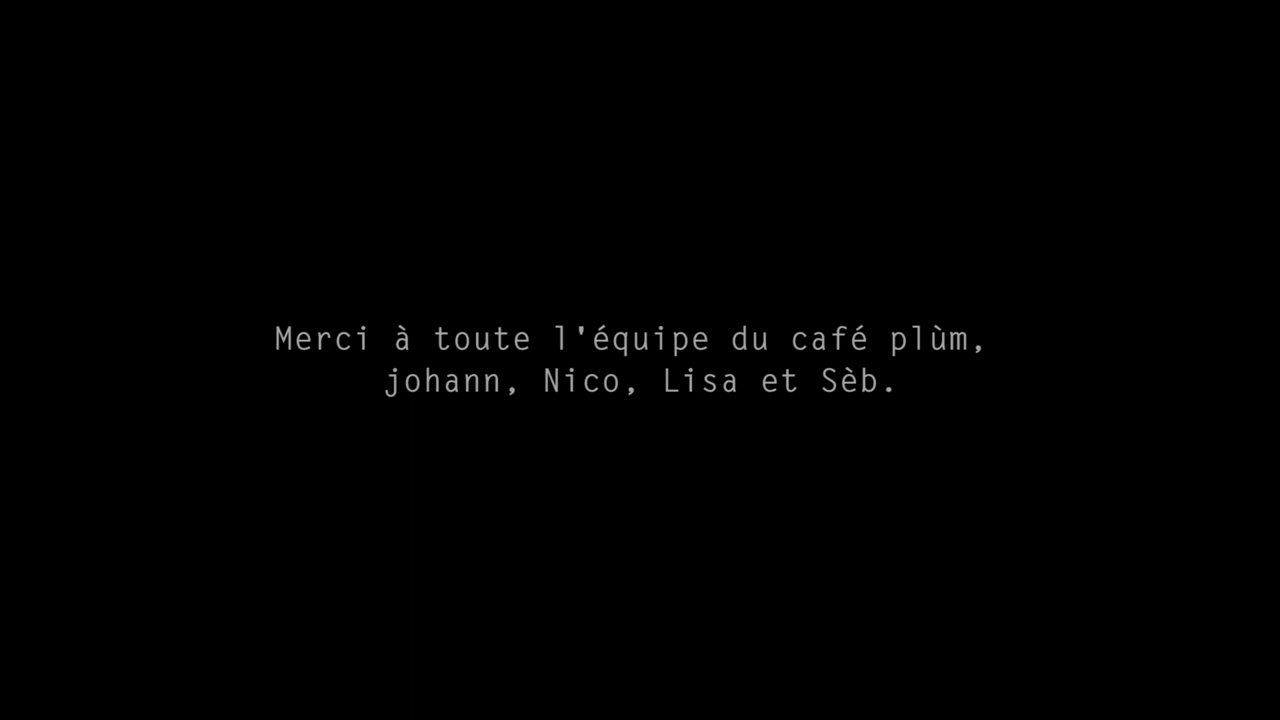 Merci à toute l'équipe du café plùm,
johann, Nico, Lisa et Sèb.